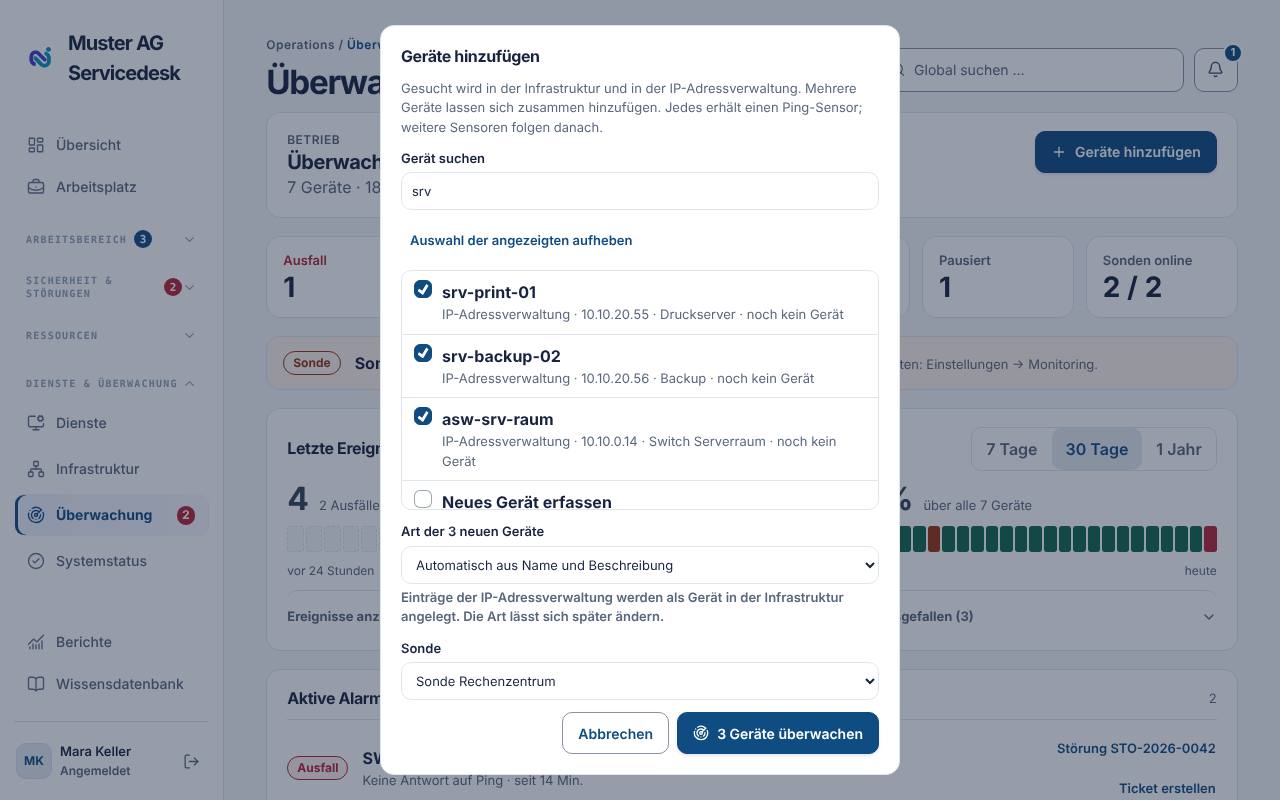 Muster AG
Servicedesk
Übersicht
Arbeitsplatz
ARBEITSBEREICH 3
SICHERHEIT &
STÖRUNGEN 2
RESSOURCEN
DIENSTE & ÜBERWACHUNG
Dienste
Infrastruktur
Überwachung 2
Systemstatus
Berichte
Wissensdatenbank
MK
Mara Keller
Angemeldet
Operations /
Global suchen ...
1
BETRIEB
7 Geräte · 18
Geräte hinzufügen
Ausfall
1
Pausiert
1
Sonden online
2 / 2
Sonde
Einstellungen → Monitoring.
Letzte
7 Tage
30 Tage
1 Jahr
4 2 Ausfälle
über alle 7 Geräte
vor 24 Stunden
heute
Ereignisse
(3)
Aktive
2
Ausfall
Keine Antwort auf Ping · seit 14 Min.
Störung STO-2026-0042
Ticket erstellen
Geräte hinzufügen
Gesucht wird in der Infrastruktur und in der IP-Adressverwaltung. Mehrere
Geräte lassen sich zusammen hinzufügen. Jedes erhält einen Ping-Sensor;
weitere Sensoren folgen danach.
Gerät suchen
srv
Auswahl der angezeigten aufheben
srv-print-01
IP-Adressverwaltung · 10.10.20.55 · Druckserver · noch kein Gerät
srv-backup-02
IP-Adressverwaltung · 10.10.20.56 · Backup · noch kein Gerät
asw-srv-raum
IP-Adressverwaltung · 10.10.0.14 · Switch Serverraum · noch kein
Gerät
Neues Gerät erfassen
Art der 3 neuen Geräte
Automatisch aus Name und Beschreibung
Einträge der IP-Adressverwaltung werden als Gerät in der Infrastruktur
angelegt. Die Art lässt sich später ändern.
Sonde
Sonde Rechenzentrum
Abbrechen
3 Geräte überwachen